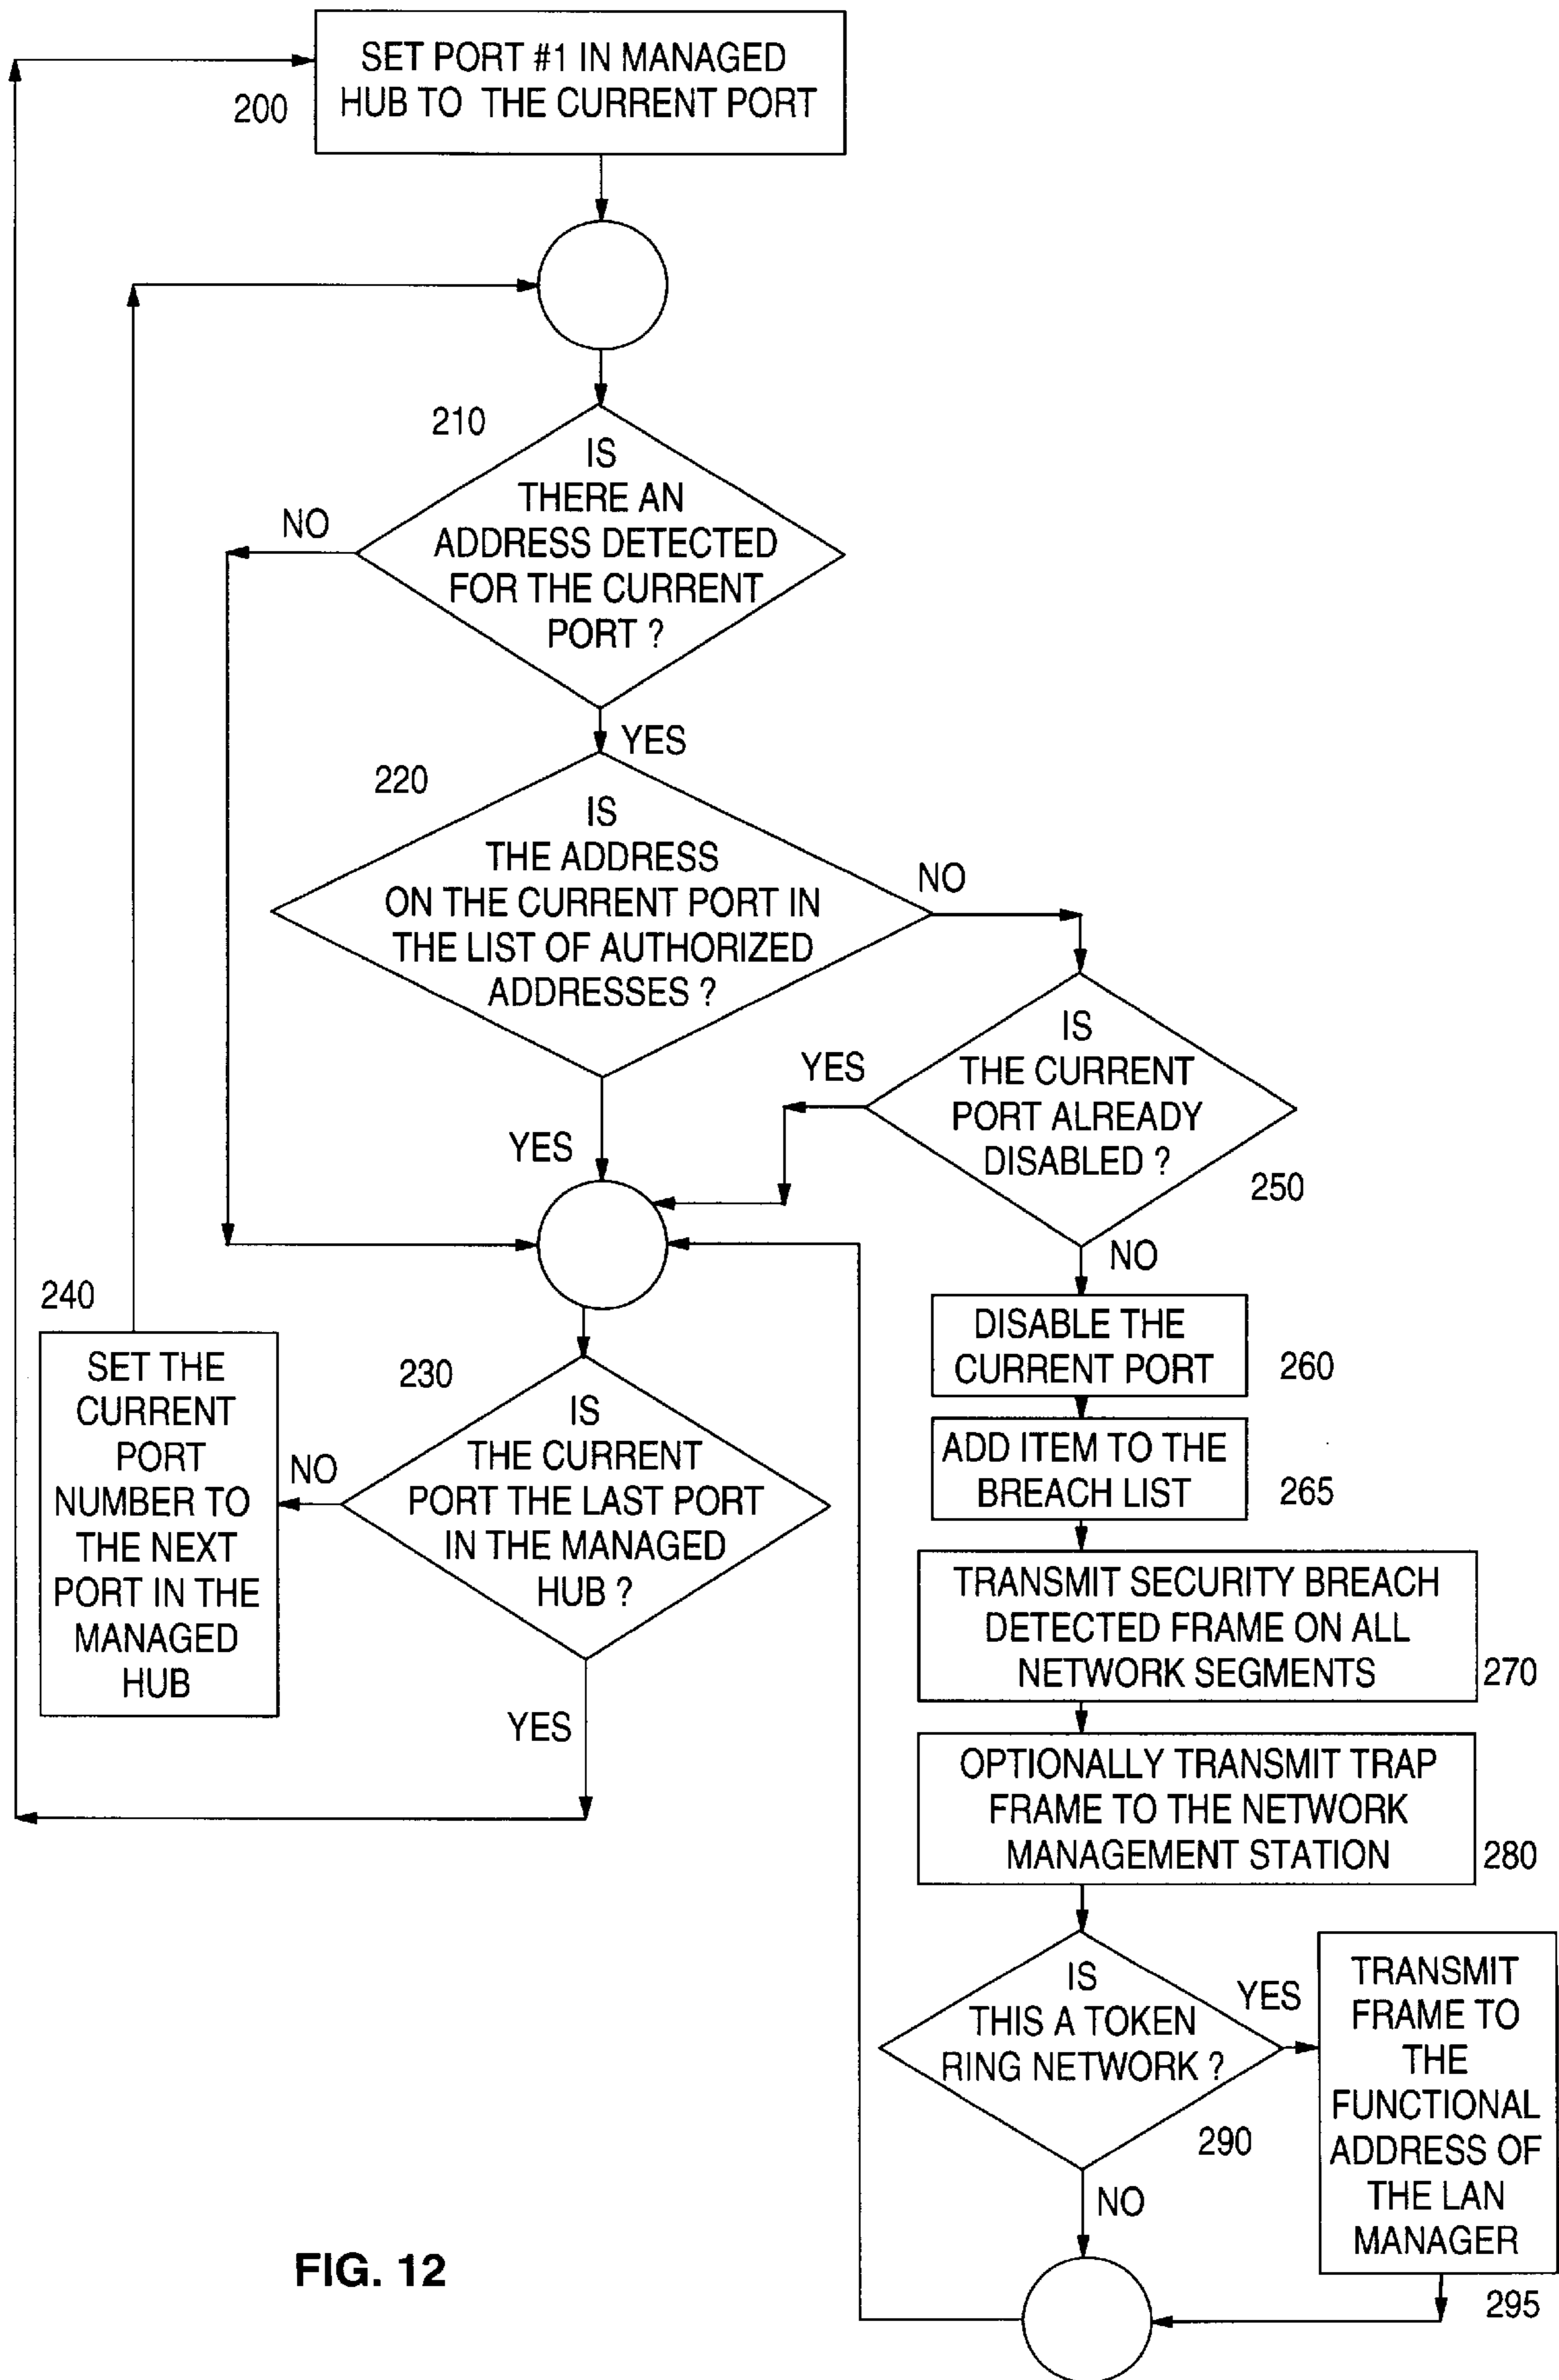 SET PORT #1 IN MANAGED
HUB TO THE CURRENT PORT
200
210
IS
THERE AN
ADDRESS DETECTED
FOR THE CURRENT
PORT ?
NO
YES
220
IS
THE ADDRESS
ON THE CURRENT PORT IN
THE LIST OF AUTHORIZED
ADDRESSES ?
NO
YES
IS
THE CURRENT
PORT ALREADY
DISABLED ?
YES
250
NO
240
SET THE
CURRENT
PORT
NUMBER TO
THE NEXT
PORT IN THE
MANAGED
HUB
230
IS
THE CURRENT
PORT THE LAST PORT
IN THE MANAGED
HUB ?
NO
YES
DISABLE THE
CURRENT PORT
260
ADD ITEM TO THE
BREACH LIST
265
TRANSMIT SECURITY BREACH
DETECTED FRAME ON ALL
NETWORK SEGMENTS
270
OPTIONALLY TRANSMIT TRAP
FRAME TO THE NETWORK
MANAGEMENT STATION
280
IS
THIS A TOKEN
RING NETWORK ?
YES
290
NO
TRANSMIT
FRAME TO
THE
FUNCTIONAL
ADDRESS OF
THE LAN
MANAGER
295
FIG. 12